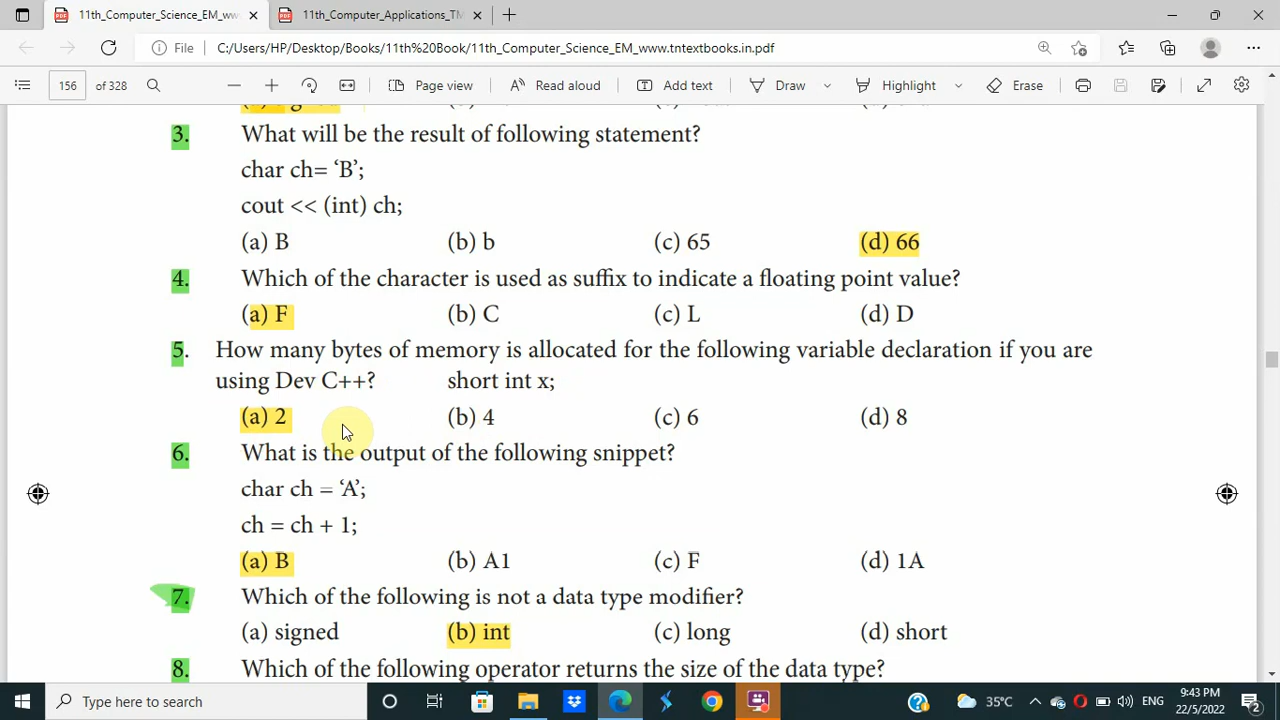 11th_Computer_Science_EM_ww
11th_Computer_Applications_TM
File C:/Users/HP/Desktop/Books/11th%20Book/11th_Computer_Science_EM_www.tntextbooks.in.pdf
156 of 328 Page view Read aloud Add text Draw Highlight Erase
3. What will be the result of following statement?
char ch= ‘B’;
cout << (int) ch;
(a) B (b) b (c) 65 (d) 66
4. Which of the character is used as suffix to indicate a floating point value?
(a) F (b) C (c) L (d) D
5. How many bytes of memory is allocated for the following variable declaration if you are
using Dev C++? short int x;
(a) 2 (b) 4 (c) 6 (d) 8
6. What is the output of the following snippet?
char ch = ‘A’;
ch = ch + 1;
(a) B (b) A1 (c) F (d) 1A
7. Which of the following is not a data type modifier?
(a) signed (b) int (c) long (d) short
8. Which of the following operator returns the size of the data type?
Type here to search
35°C ENG 9:43 PM
22/5/2022 2